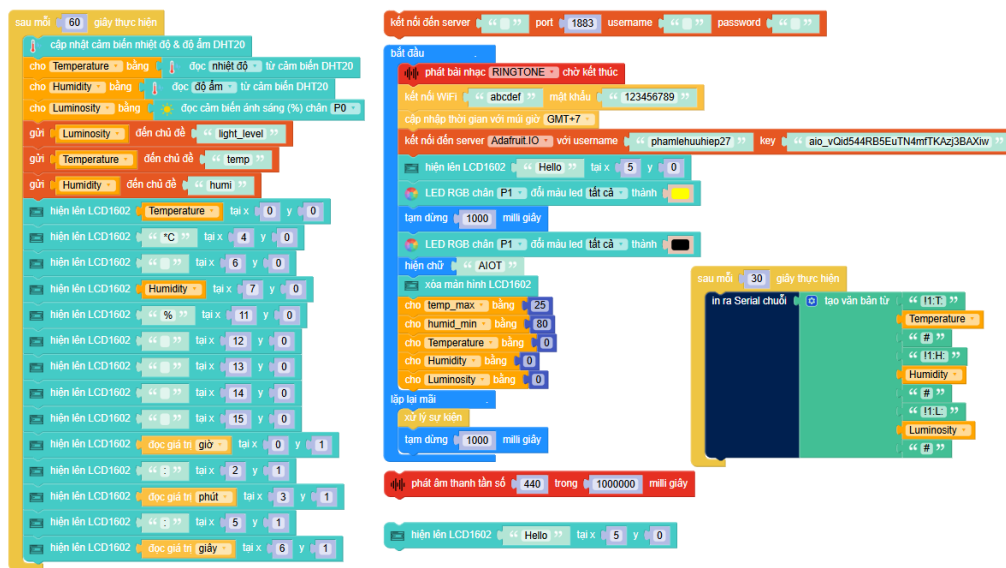 sau mỗi 60 giây thực hiện
cập nhật cảm biến nhiệt độ & độ ẩm DHT20
cho Temperature bằng đọc nhiệt độ từ cảm biến DHT20
cho Humidity bằng đọc độ ẩm từ cảm biến DHT20
cho Luminosity bằng đọc cảm biến ánh sáng (%) chân P0
gửi Luminosity đến chủ đề “ light_level ”
gửi Temperature đến chủ đề “ temp ”
gửi Humidity đến chủ đề “ humi ”
hiện lên LCD1602 Temperature tại x 0 y 0
hiện lên LCD1602 “ *C ” tại x 4 y 0
hiện lên LCD1602 “ ” tại x 6 y 0
hiện lên LCD1602 Humidity tại x 7 y 0
hiện lên LCD1602 “ % ” tại x 11 y 0
hiện lên LCD1602 “ ” tại x 12 y 0
hiện lên LCD1602 “ ” tại x 13 y 0
hiện lên LCD1602 “ ” tại x 14 y 0
hiện lên LCD1602 “ ” tại x 15 y 0
hiện lên LCD1602 đọc giá trị giờ tại x 0 y 1
hiện lên LCD1602 “ : ” tại x 2 y 1
hiện lên LCD1602 đọc giá trị phút tại x 3 y 1
hiện lên LCD1602 “ : ” tại x 5 y 1
hiện lên LCD1602 đọc giá trị giây tại x 6 y 1
kết nối đến server “ ” port 1883 username “ ” password “ ”
bắt đầu
phát bài nhạc RINGTONE chờ kết thúc
kết nối WiFi “ abcdef ” mật khẩu “ 123456789 ”
cập nhập thời gian với múi giờ GMT+7
kết nối đến server Adafruit.IO với username “ phamlehuuhiep27 ” key “ aio_vQid544RB5EuTN4mfTKAzj3BAXiw ”
hiện lên LCD1602 “ Hello ” tại x 5 y 0
LED RGB chân P1 đổi màu led tất cả thành
tạm dừng 1000 milli giây
LED RGB chân P1 đổi màu led tất cả thành
hiện chữ “ AIOT ”
xóa màn hình LCD1602
cho temp_max bằng 25
cho humid_min bằng 80
cho Temperature bằng 0
cho Humidity bằng 0
cho Luminosity bằng 0
lặp lại mãi
xử lý sự kiện
tạm dừng 1000 milli giây
phát âm thanh tần số 440 trong 1000000 milli giây
hiện lên LCD1602 “ Hello ” tại x 5 y 0
sau mỗi 30 giây thực hiện
in ra Serial chuỗi tạo văn bản từ “ !1:T: ”
Temperature
“ # ”
“ !1:H: ”
Humidity
“ # ”
“ !1:L: ”
Luminosity
“ # ”